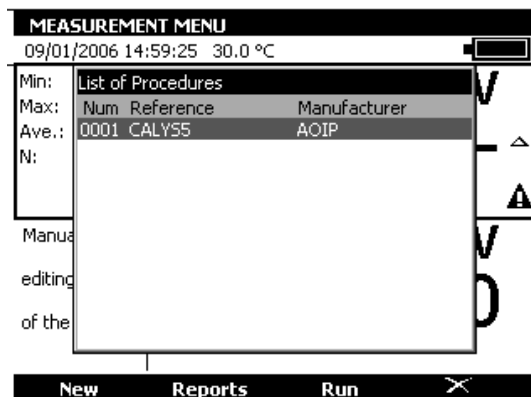 MEASUREMENT MENU
09/01/2006 14:59:25 30.0 °C
Min:
Max:
Ave.:
N:
List of Procedures
Num Reference Manufacturer
0001 CALYS5 AOIP
V
V
0
editing
of the
New Reports Run